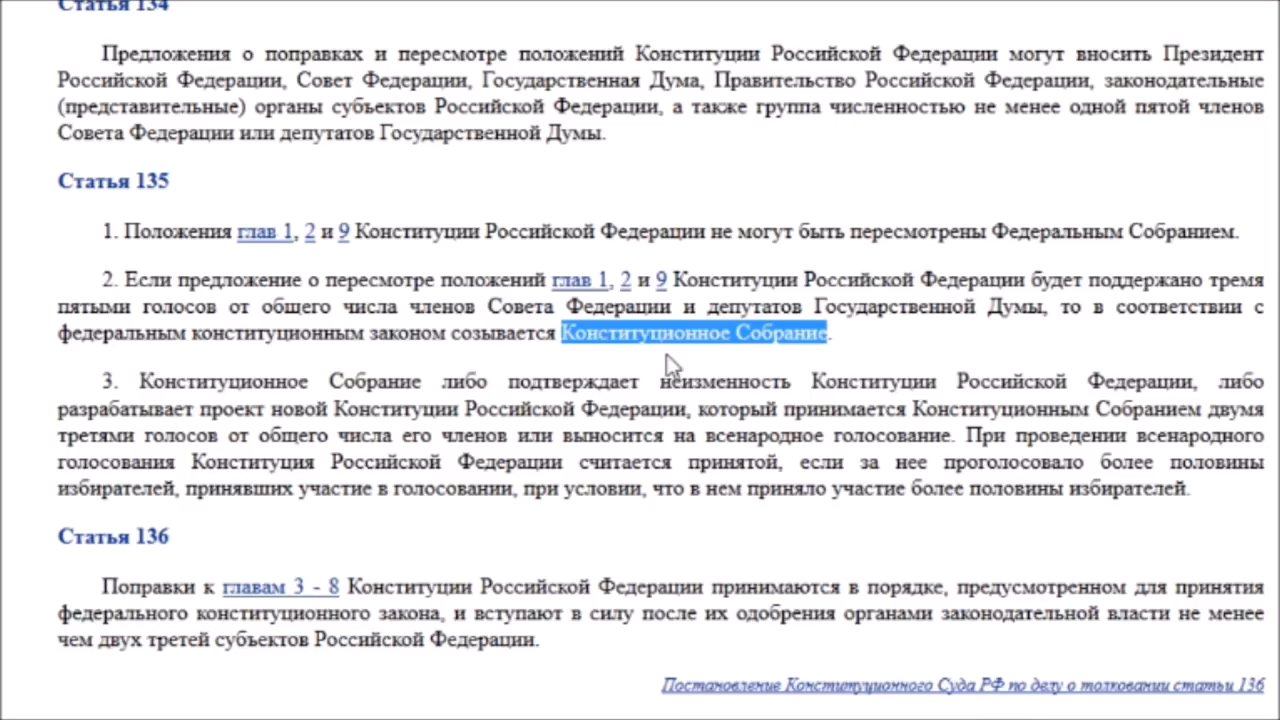 Статья 134
Предложения о поправках и пересмотре положений Конституции Российской Федерации могут вносить Президент
Российской Федерации, Совет Федерации, Государственная Дума, Правительство Российской Федерации, законодательные
(представительные) органы субъектов Российской Федерации, а также группа численностью не менее одной пятой членов
Совета Федерации или депутатов Государственной Думы.
Статья 135
1. Положения глав 1, 2 и 9 Конституции Российской Федерации не могут быть пересмотрены Федеральным Собранием.
2. Если предложение о пересмотре положений глав 1, 2 и 9 Конституции Российской Федерации будет поддержано тремя
пятыми голосов от общего числа членов Совета Федерации и депутатов Государственной Думы, то в соответствии с
федеральным конституционным законом созывается Конституционное Собрание.
3. Конституционное Собрание либо подтверждает неизменность Конституции Российской Федерации, либо
разрабатывает проект новой Конституции Российской Федерации, который принимается Конституционным Собранием двумя
третями голосов от общего числа его членов или выносится на всенародное голосование. При проведении всенародного
голосования Конституция Российской Федерации считается принятой, если за нее проголосовало более половины
избирателей, принявших участие в голосовании, при условии, что в нем приняло участие более половины избирателей.
Статья 136
Поправки к главам 3 - 8 Конституции Российской Федерации принимаются в порядке, предусмотренном для принятия
федерального конституционного закона, и вступают в силу после их одобрения органами законодательной власти не менее
чем двух третей субъектов Российской Федерации.
Постановление Конституционного Суда РФ по делу о толковании статьи 136